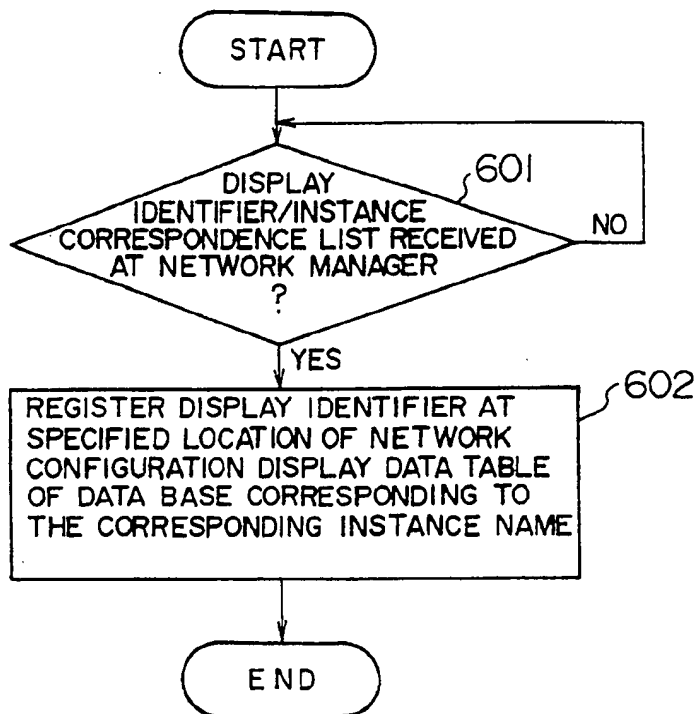 START
601
DISPLAY
IDENTIFIER/INSTANCE
CORRESPONDENCE LIST RECEIVED
AT NETWORK MANAGER
?
NO
YES
602
REGISTER DISPLAY IDENTIFIER AT
SPECIFIED LOCATION OF NETWORK
CONFIGURATION DISPLAY DATA TABLE
OF DATA BASE CORRESPONDING TO
THE CORRESPONDING INSTANCE NAME
END